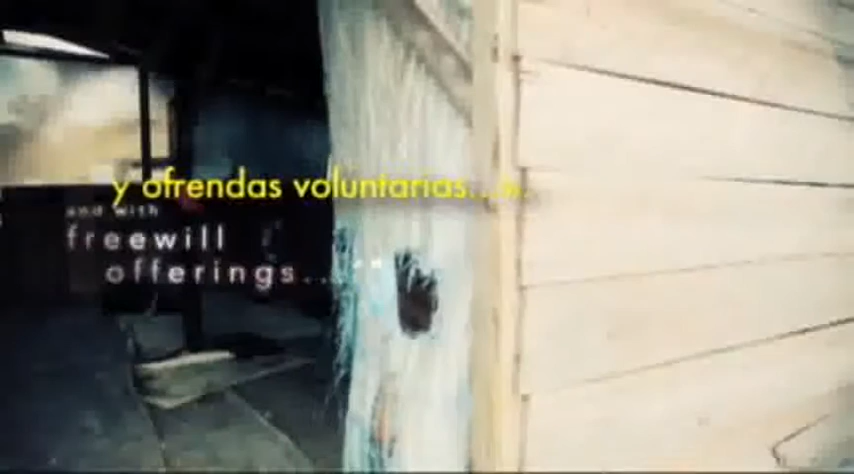 y ofrendas voluntarias...
and with
freewill
offerings...